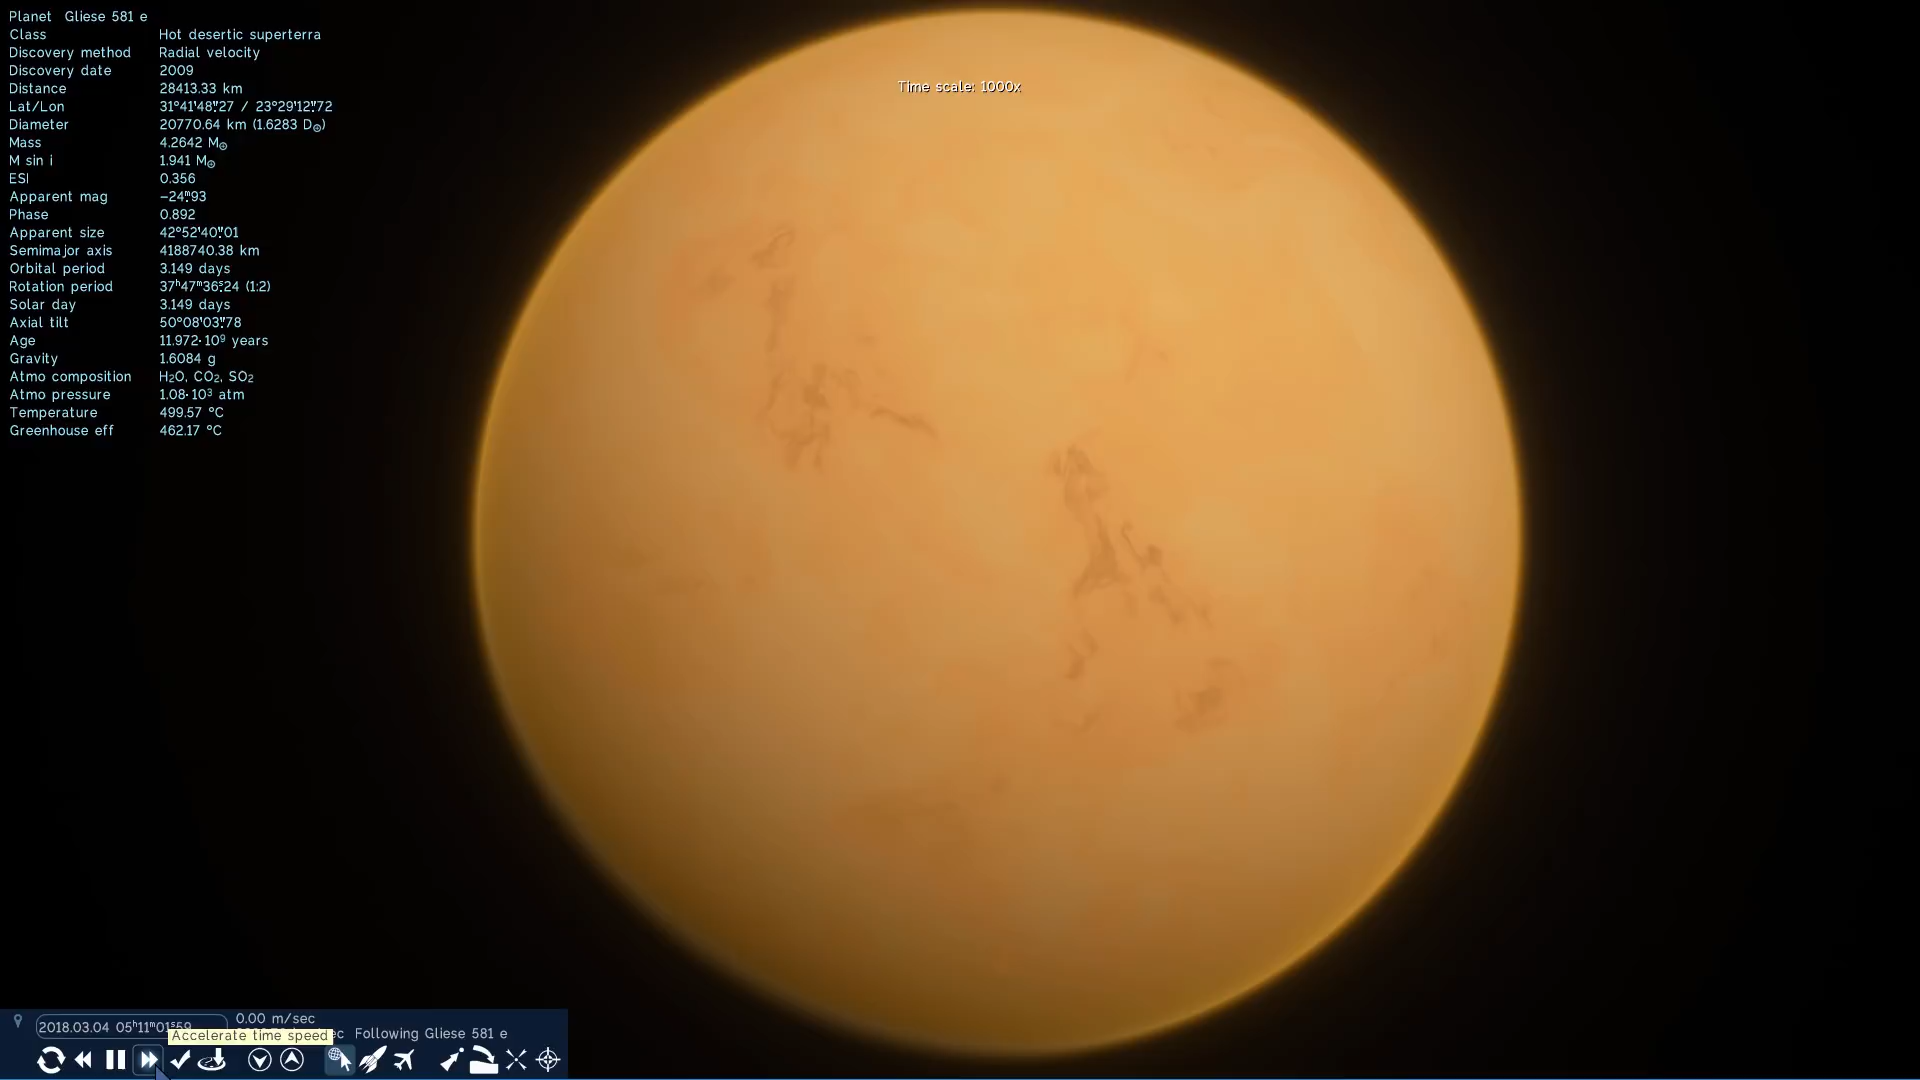 Planet Gliese 581 e
Class Hot desertic superterra
Discovery method Radial velocity
Discovery date 2009
Distance 28413.33 km
Lat/Lon 31°41'48"27 / 23°29'12"72
Diameter 20770.64 km (1.6283 D⊙)
Mass 4.2642 M⊙
M sin i 1.941 M⊙
ESI 0.356
Apparent mag −24ᵐ93
Phase 0.892
Apparent size 42°52'40"01
Semimajor axis 4188740.38 km
Orbital period 3.149 days
Rotation period 37ʰ47ᵐ36ˢ24 (1:2)
Solar day 3.149 days
Axial tilt 50°08'03"78
Age 11.972·10⁹ years
Gravity 1.6084 g
Atmo composition H₂O, CO₂, SO₂
Atmo pressure 1.08·10³ atm
Temperature 499.57 °C
Greenhouse eff 462.17 °C
Time scale: 1000x
0.00 m/sec
2018.03.04 05ʰ11ᵐ01ˢ59
Following Gliese 581 e
Accelerate time speed